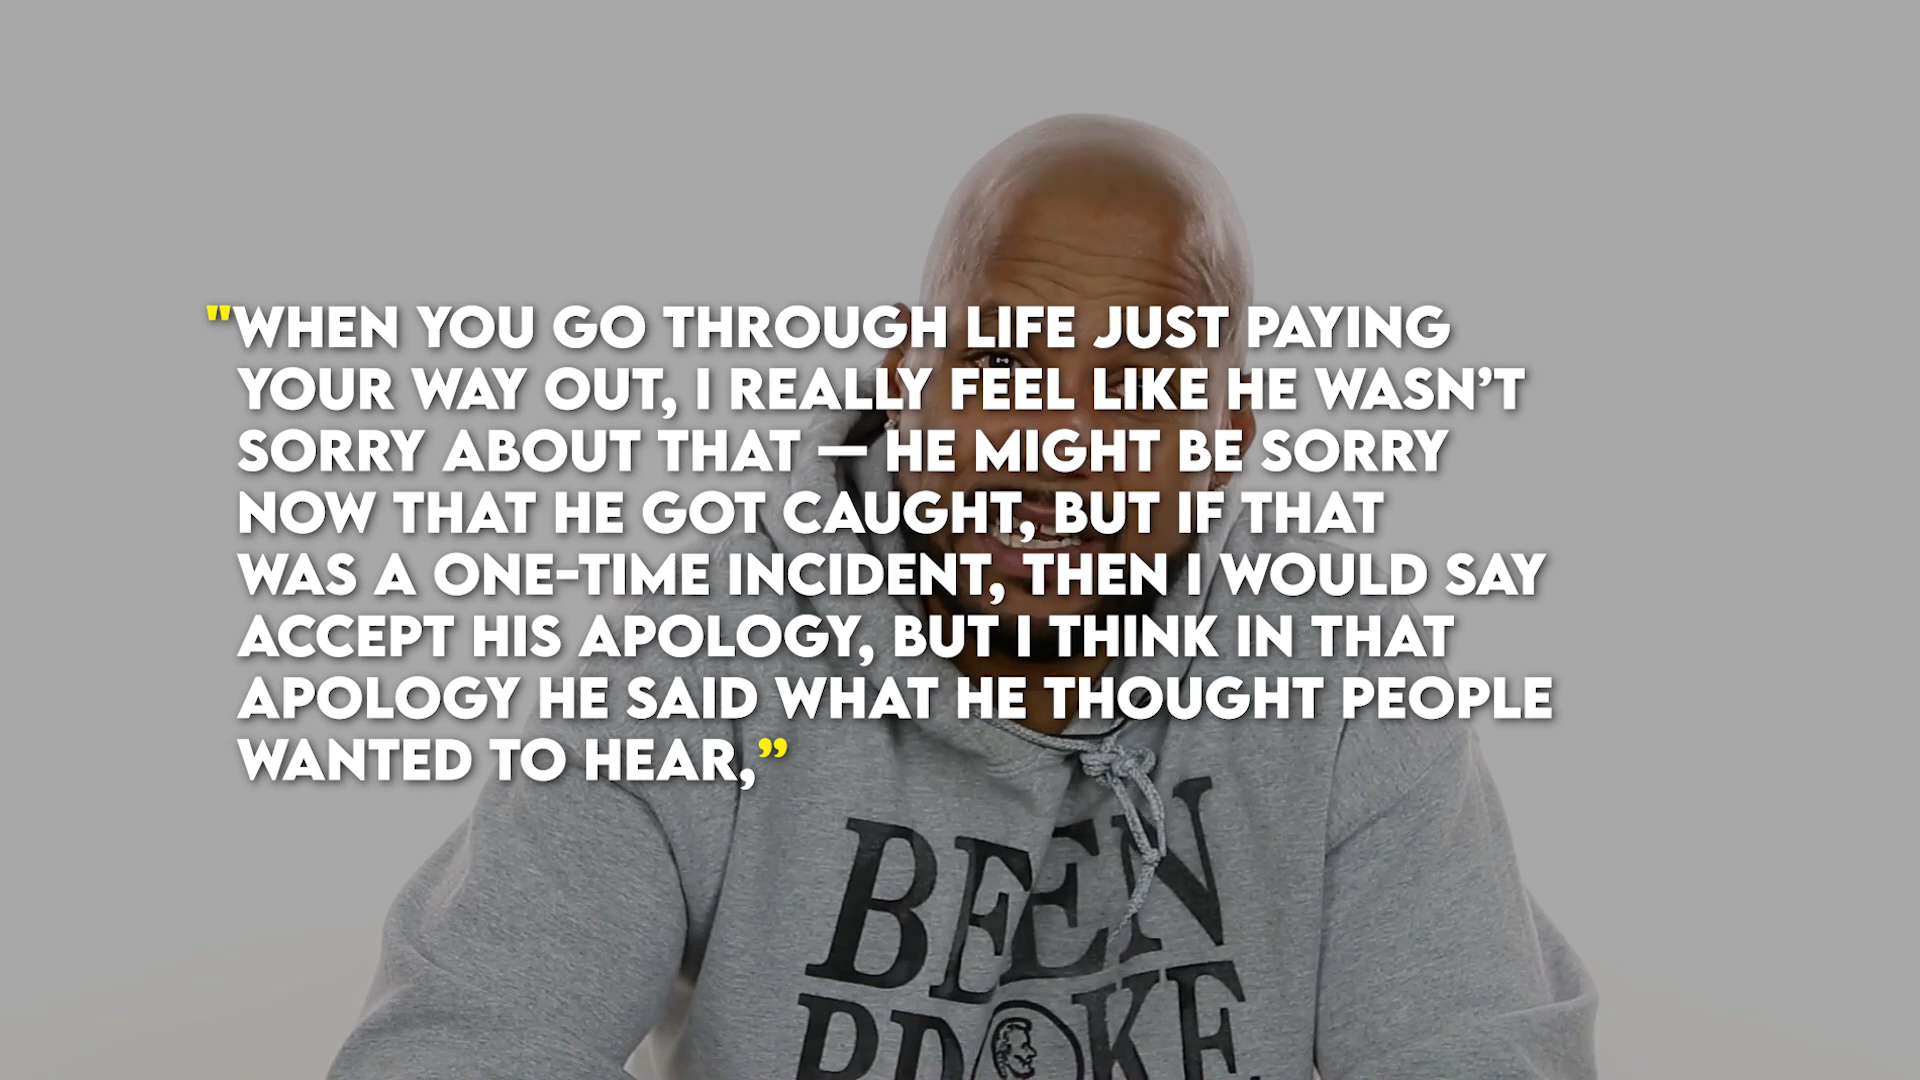 "WHEN YOU GO THROUGH LIFE JUST PAYING
YOUR WAY OUT, I REALLY FEEL LIKE HE WASN’T
SORRY ABOUT THAT — HE MIGHT BE SORRY
NOW THAT HE GOT CAUGHT, BUT IF THAT
WAS A ONE-TIME INCIDENT, THEN I WOULD SAY
ACCEPT HIS APOLOGY, BUT I THINK IN THAT
APOLOGY HE SAID WHAT HE THOUGHT PEOPLE
WANTED TO HEAR,”
BEEN
BROKE